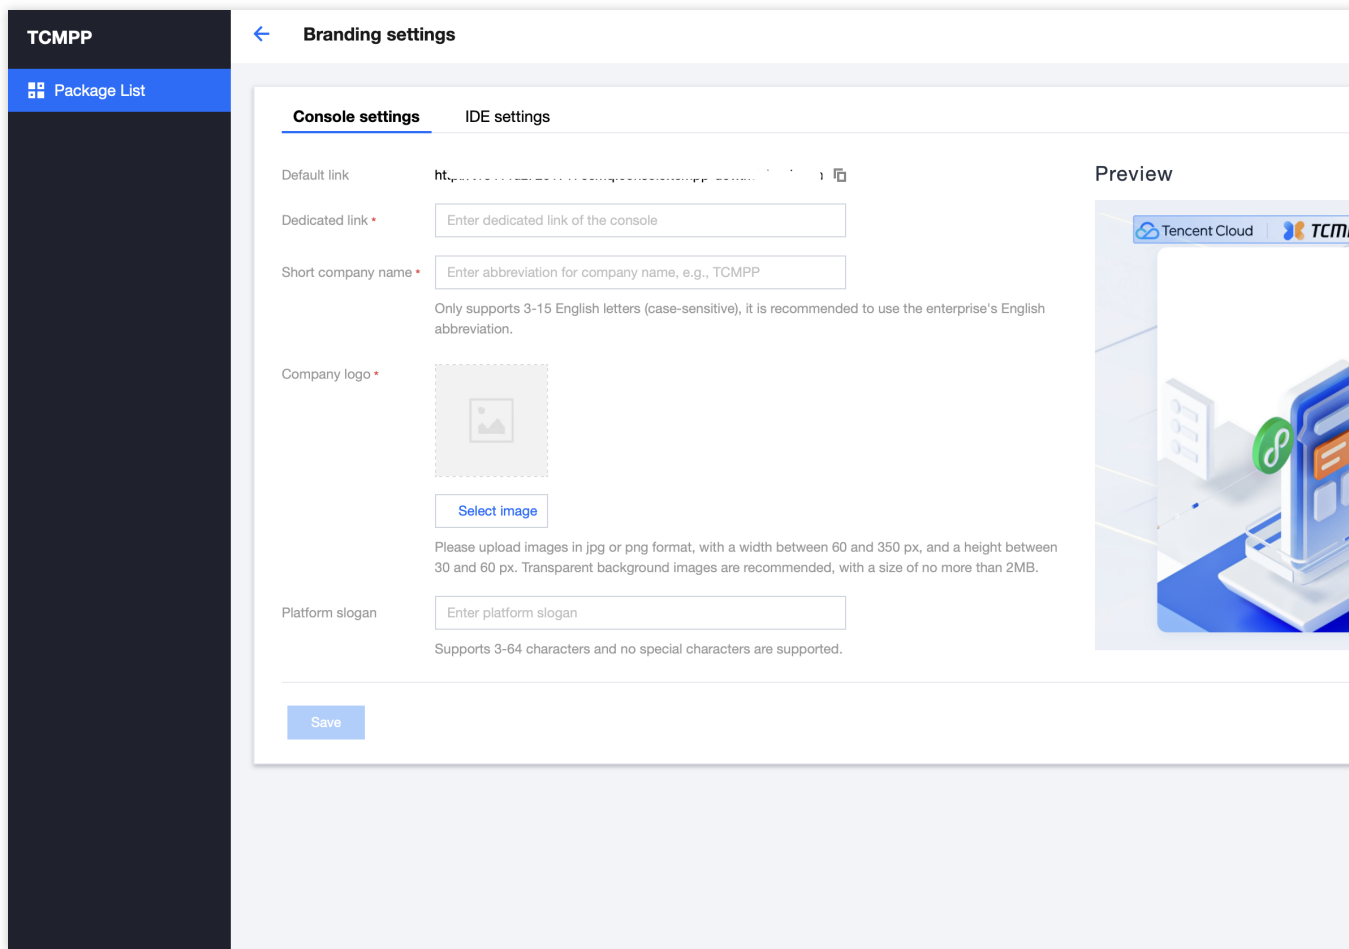 TCMPP
Package List
Branding settings
Console settings
IDE settings
Default link
Dedicated link *
Enter dedicated link of the console
Short company name *
Enter abbreviation for company name, e.g., TCMPP
Only supports 3-15 English letters (case-sensitive), it is recommended to use the enterprise's English
abbreviation.
Company logo *
Select image
Please upload images in jpg or png format, with a width between 60 and 350 px, and a height between
30 and 60 px. Transparent background images are recommended, with a size of no more than 2MB.
Platform slogan
Enter platform slogan
Supports 3-64 characters and no special characters are supported.
Save
Preview
Tencent Cloud